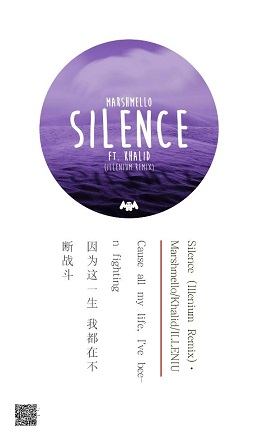 MARSHMELLO
SILENCE
FT. KHALID
(ILLENIUM REMIX)
Silence (Illenium Remix)·
Marshmello/Khalid/ILLENIU
Cause all my life, I've bee-
n fighting
因为这一生 我都在不
断战斗